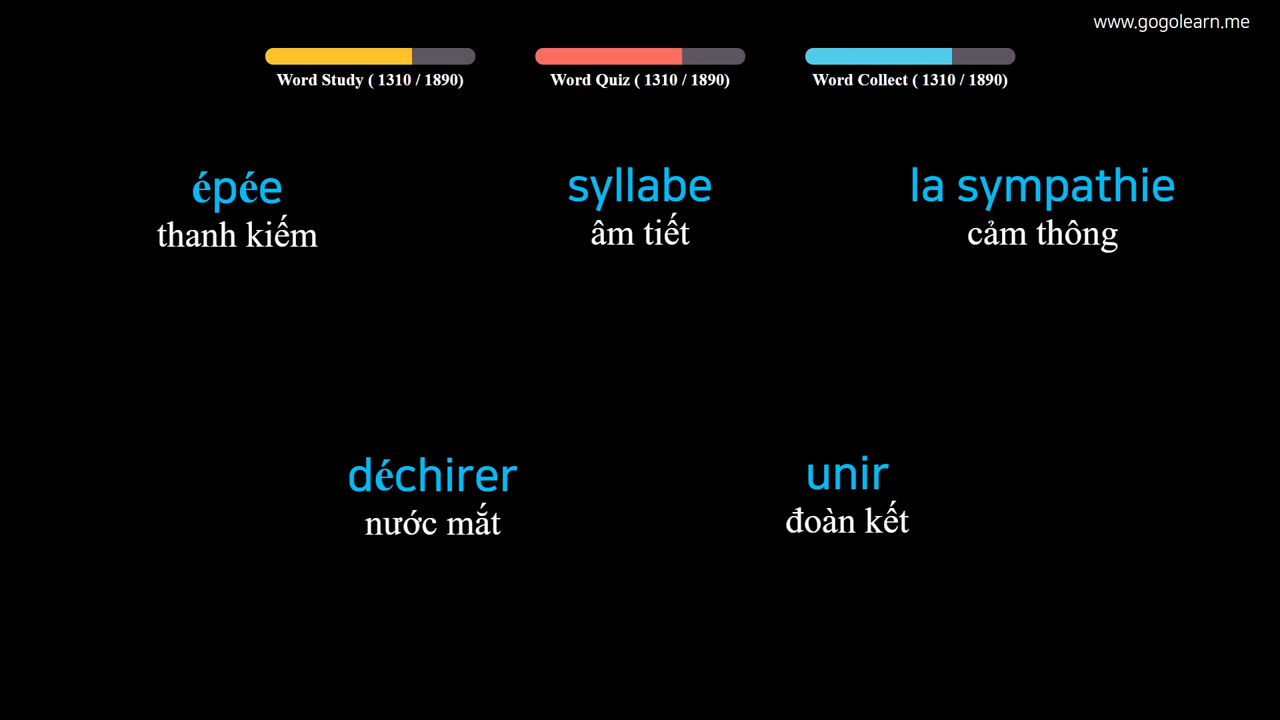 www.gogolearn.me
Word Study ( 1310 / 1890) Word Quiz ( 1310 / 1890) Word Collect ( 1310 / 1890)
épée syllabe la sympathie
thanh kiếm âm tiết cảm thông
déchirer unir
nước mắt đoàn kết